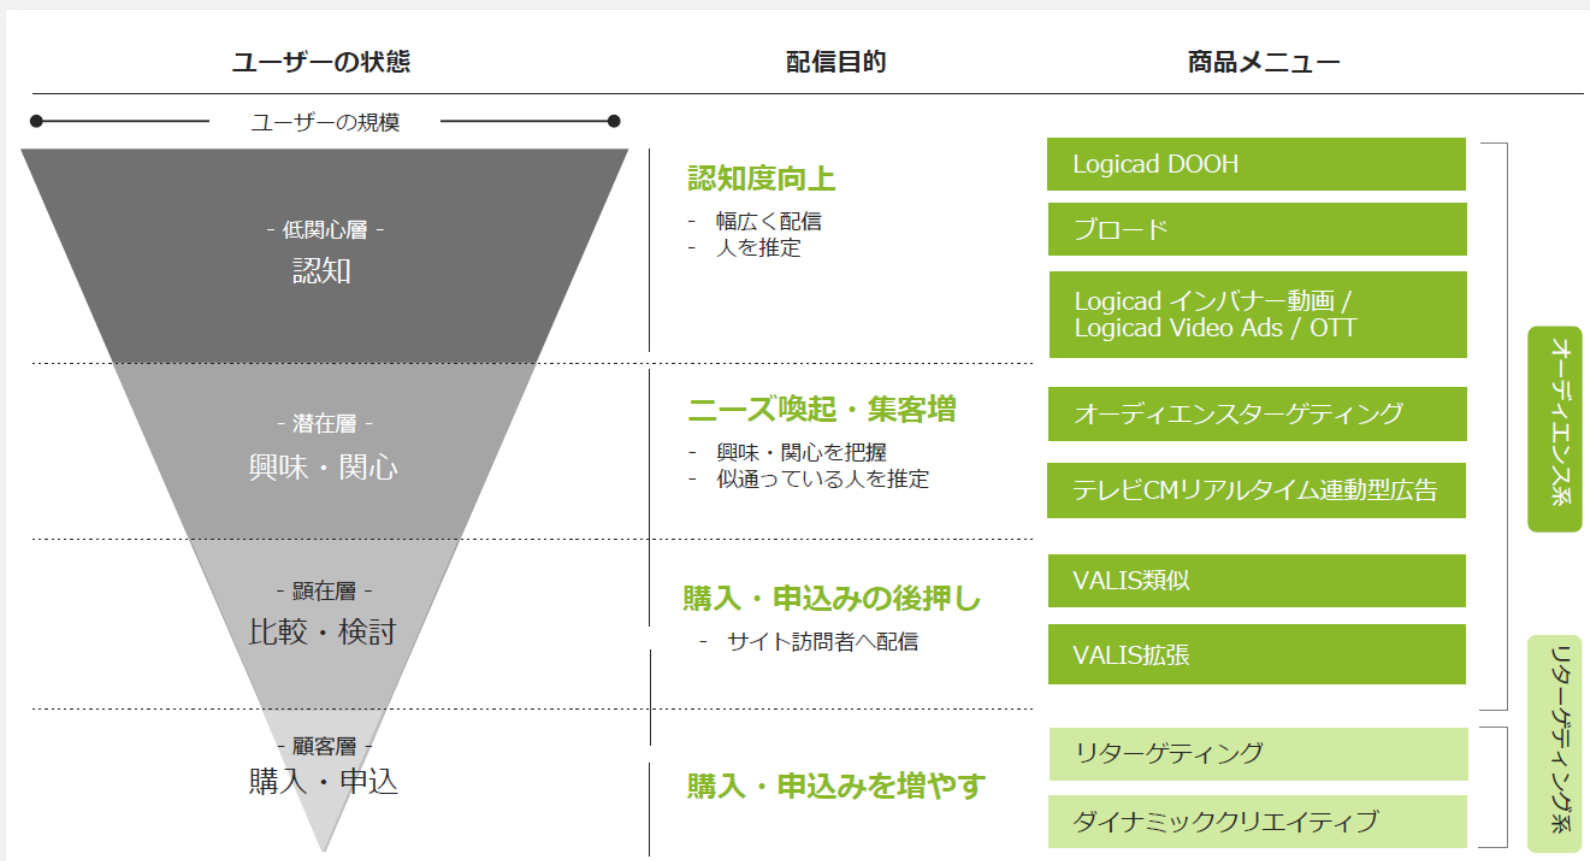 ユーザーの状態
配信目的
商品メニュー
ユーザーの規模
- 低関心層 -
認知
認知度向上
- 幅広く配信
- 人を推定
Logicad DOOH
ブロード
Logicad インバナー動画 /
Logicad Video Ads / OTT
- 潜在層 -
興味・関心
ニーズ喚起・集客増
- 興味・関心を把握
- 似通っている人を推定
オーディエンスターゲティング
テレビCMリアルタイム連動型広告
- 顕在層 -
比較・検討
購入・申込みの後押し
- サイト訪問者へ配信
VALIS類似
VALIS拡張
- 顧客層 -
購入・申込
購入・申込みを増やす
リターゲティング
ダイナミッククリエイティブ
オーディエンス系
リターゲティング系